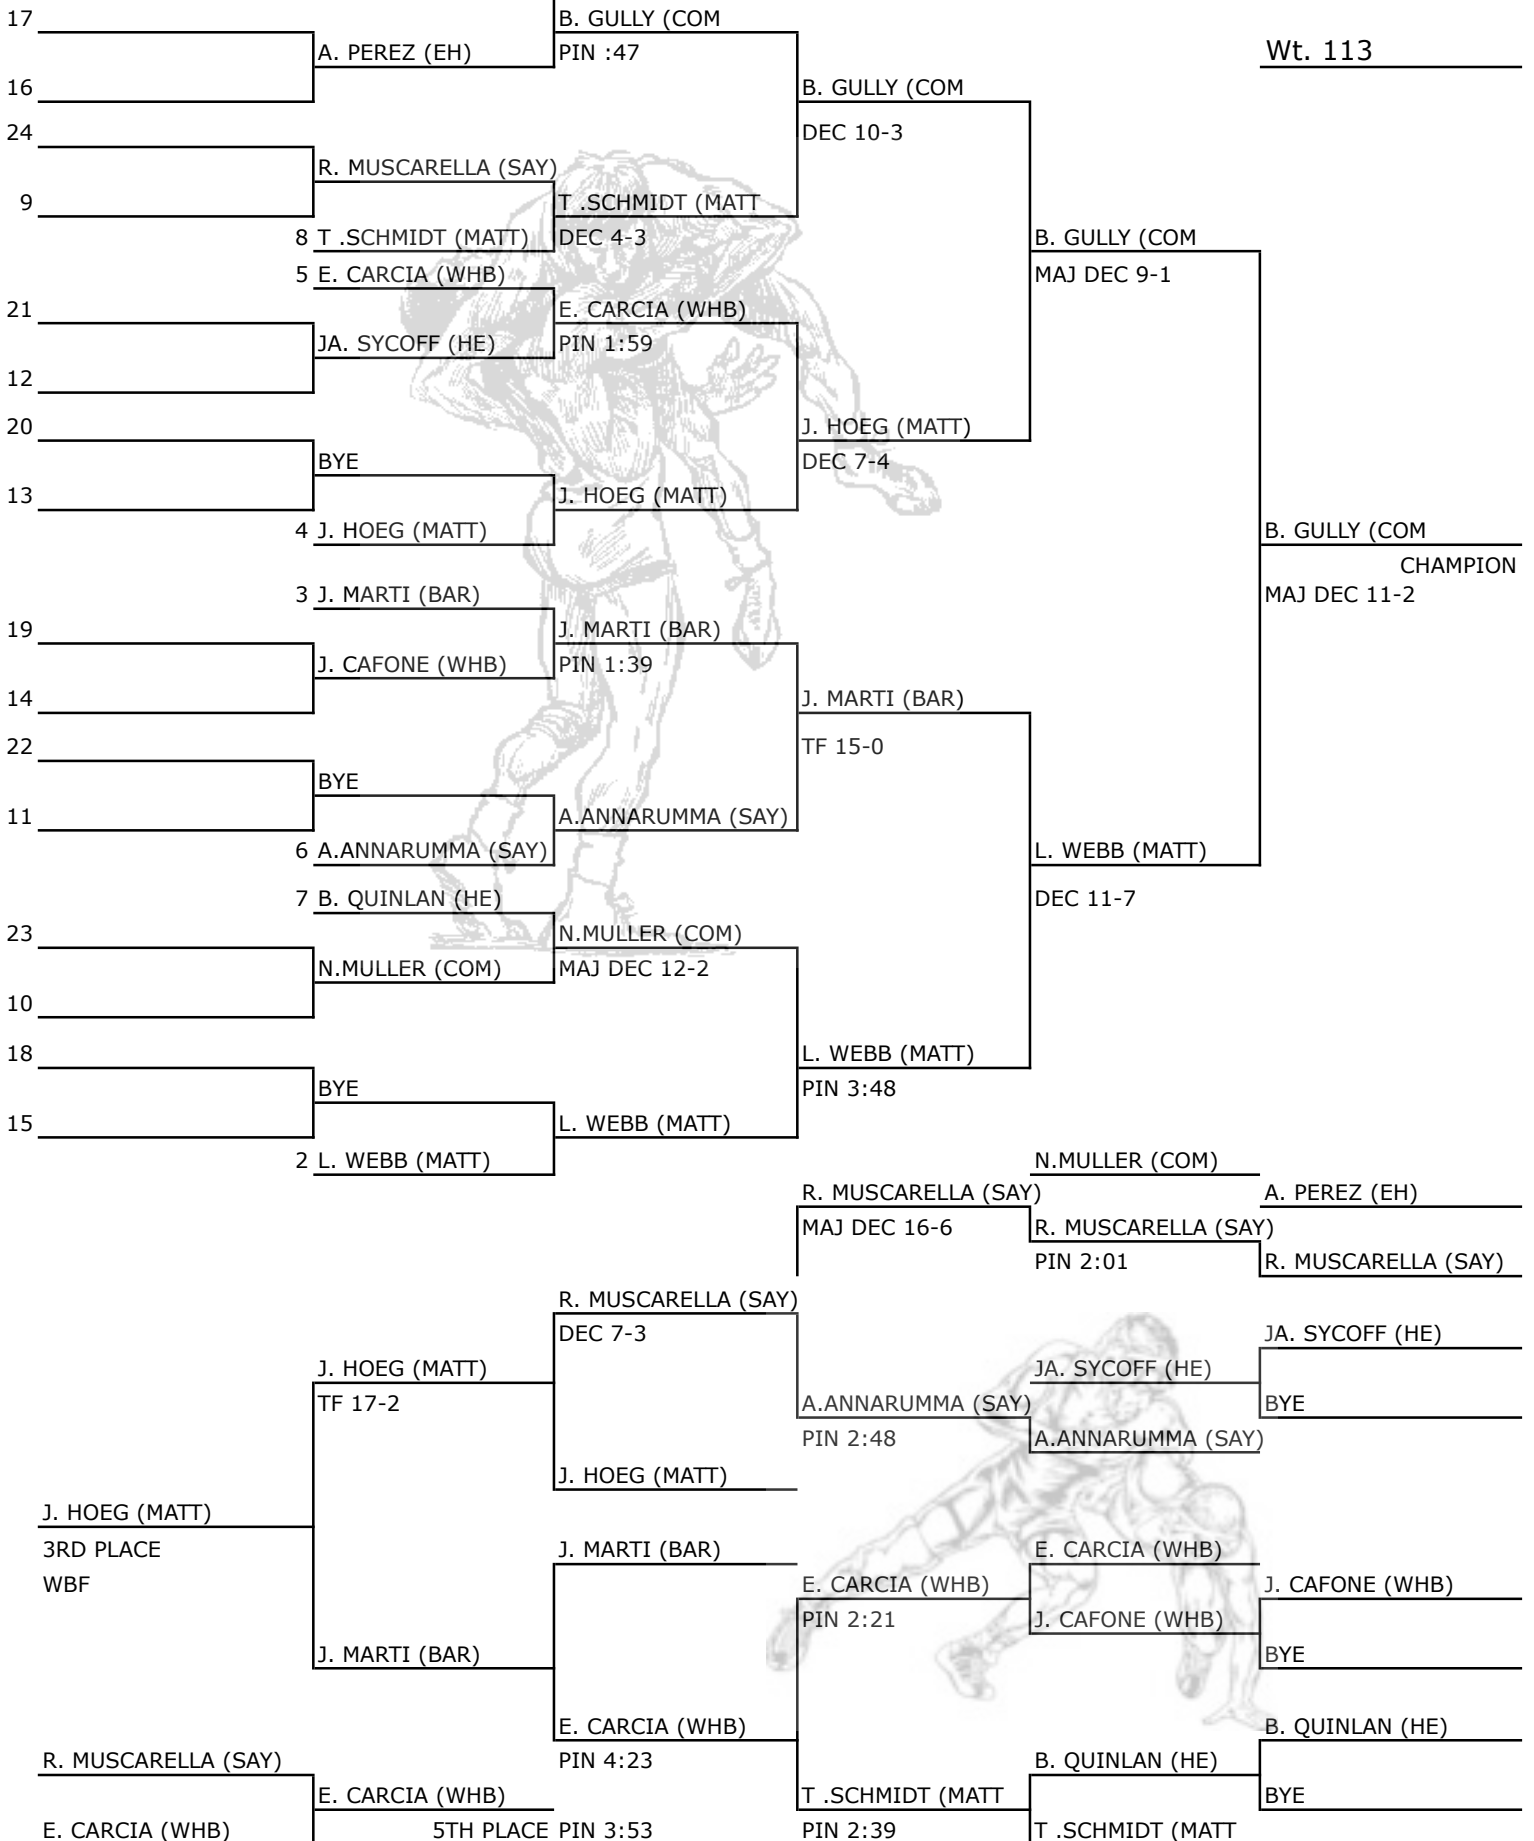 17
B. GULLY (COM
A. PEREZ (EH)
PIN :47
Wt. 113
16
B. GULLY (COM
24
DEC 10-3
R. MUSCARELLA (SAY)
9
T .SCHMIDT (MATT
8 T .SCHMIDT (MATT)
DEC 4-3
B. GULLY (COM
5 E. CARCIA (WHB)
MAJ DEC 9-1
21
E. CARCIA (WHB)
JA. SYCOFF (HE)
PIN 1:59
12
20
J. HOEG (MATT)
BYE
DEC 7-4
13
J. HOEG (MATT)
4 J. HOEG (MATT)
B. GULLY (COM
CHAMPION
3 J. MARTI (BAR)
MAJ DEC 11-2
19
J. MARTI (BAR)
J. CAFONE (WHB)
PIN 1:39
14
J. MARTI (BAR)
22
TF 15-0
BYE
11
A.ANNARUMMA (SAY)
6 A.ANNARUMMA (SAY)
L. WEBB (MATT)
7 B. QUINLAN (HE)
DEC 11-7
23
N.MULLER (COM)
N.MULLER (COM)
MAJ DEC 12-2
10
18
L. WEBB (MATT)
BYE
PIN 3:48
15
L. WEBB (MATT)
2 L. WEBB (MATT)
N.MULLER (COM)
R. MUSCARELLA (SAY)
A. PEREZ (EH)
MAJ DEC 16-6
R. MUSCARELLA (SAY)
PIN 2:01
R. MUSCARELLA (SAY)
R. MUSCARELLA (SAY)
DEC 7-3
JA. SYCOFF (HE)
J. HOEG (MATT)
JA. SYCOFF (HE)
TF 17-2
A.ANNARUMMA (SAY)
BYE
PIN 2:48
A.ANNARUMMA (SAY)
J. HOEG (MATT)
J. HOEG (MATT)
3RD PLACE
J. MARTI (BAR)
E. CARCIA (WHB)
WBF
E. CARCIA (WHB)
J. CAFONE (WHB)
PIN 2:21
J. CAFONE (WHB)
J. MARTI (BAR)
BYE
E. CARCIA (WHB)
B. QUINLAN (HE)
R. MUSCARELLA (SAY)
PIN 4:23
B. QUINLAN (HE)
E. CARCIA (WHB)
T .SCHMIDT (MATT
BYE
E. CARCIA (WHB)
5TH PLACE
PIN 3:53
PIN 2:39
T .SCHMIDT (MATT